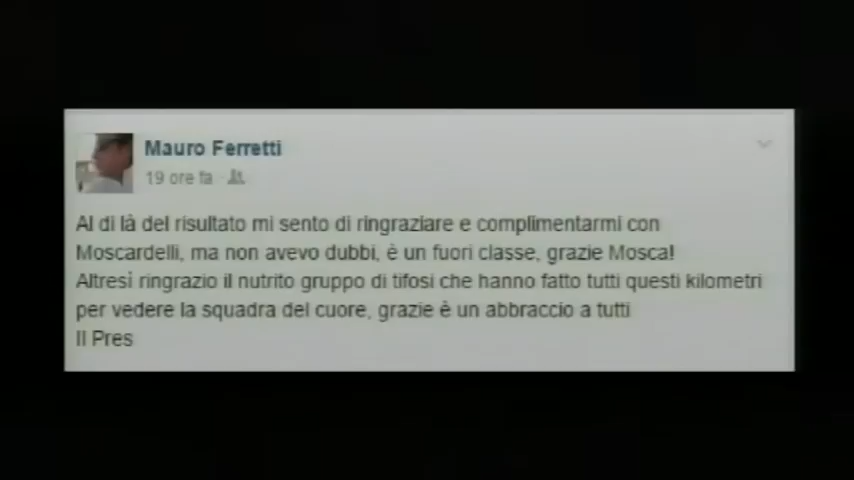 Mauro Ferretti
19 ore fa
Al di là del risultato mi sento di ringraziare e complimentarmi con
Moscardelli, ma non avevo dubbi, è un fuori classe, grazie Mosca!
Altresì ringrazio il nutrito gruppo di tifosi che hanno fatto tutti questi kilometri
per vedere la squadra del cuore, grazie è un abbraccio a tutti
Il Pres